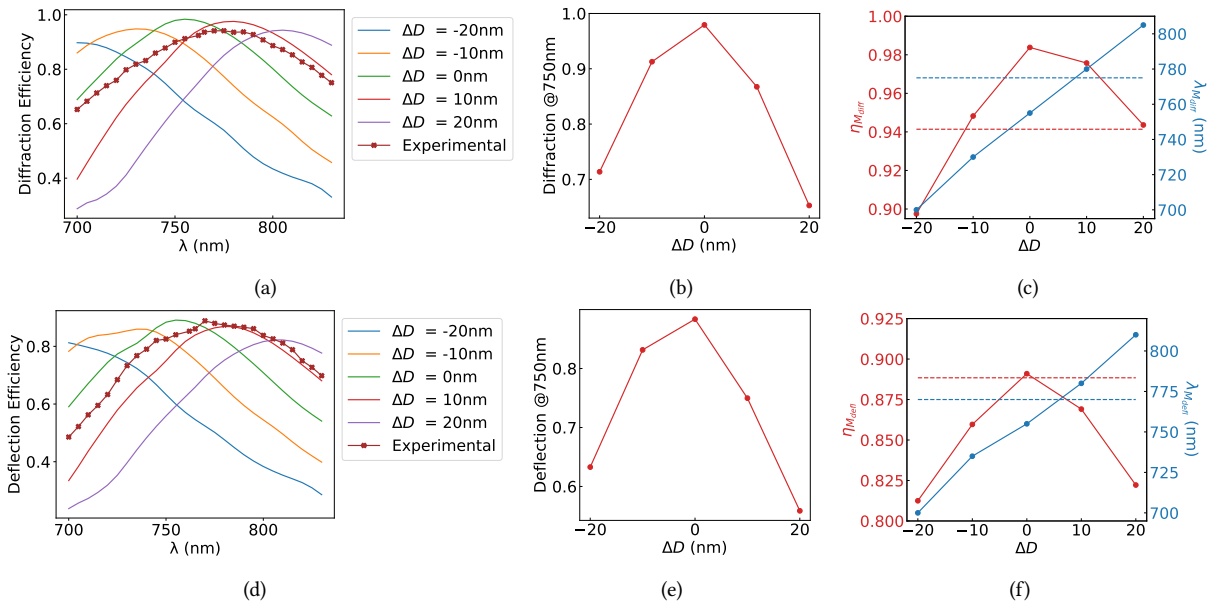 Diffraction Efficiency
1.0
0.8
0.6
0.4
700 750 800
λ (nm)
ΔD = -20nm
ΔD = -10nm
ΔD = 0nm
ΔD = 10nm
ΔD = 20nm
Experimental
(a)
Diffraction @750nm
1.0
0.9
0.8
0.7
−20 −10 0 10 20
ΔD (nm)
(b)
η_{M_{diff}}
1.00
0.98
0.96
0.94
0.92
0.90
−20 −10 0 10 20
ΔD
800
780
760
740
720
700
λ_{M_{diff}} (nm)
(c)
Deflection Efficiency
0.8
0.6
0.4
700 750 800
λ (nm)
ΔD = -20nm
ΔD = -10nm
ΔD = 0nm
ΔD = 10nm
ΔD = 20nm
Experimental
(d)
Deflection @750nm
0.8
0.7
0.6
−20 −10 0 10 20
ΔD (nm)
(e)
η_{M_{defl}}
0.925
0.900
0.875
0.850
0.825
0.800
−20 −10 0 10 20
ΔD
800
775
750
725
700
λ_{M_{defl}} (nm)
(f)